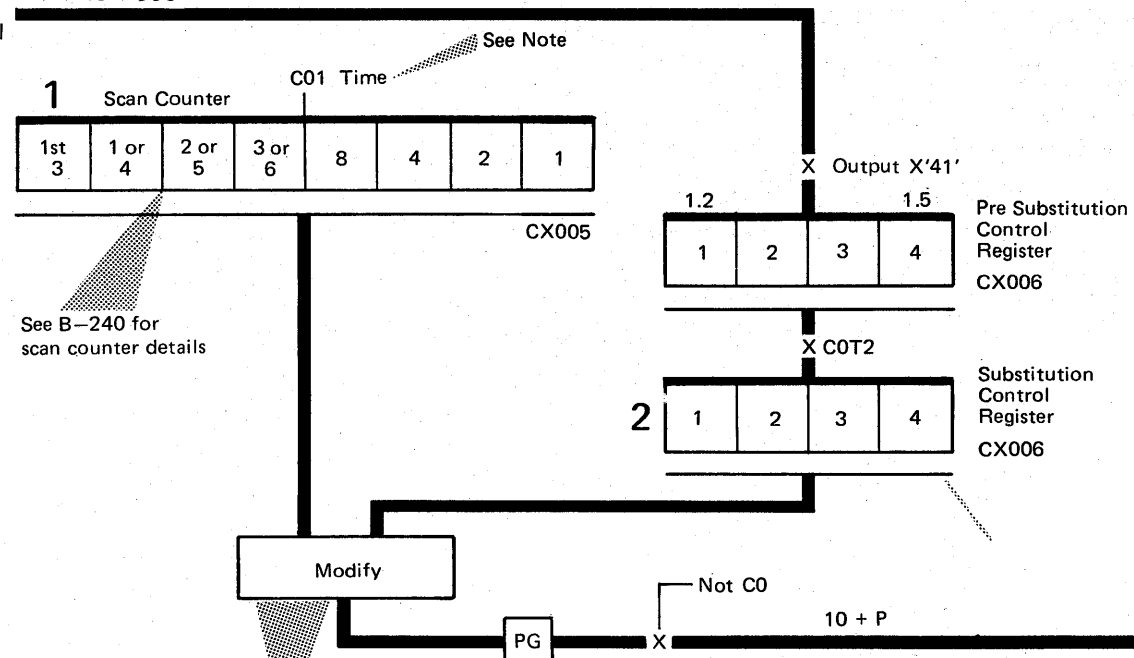 See Note
C01 Time
1 Scan Counter
1st 3
1 or 4
2 or 5
3 or 6
8
4
2
1
CX005
See B–240 for
scan counter details
X Output X'41'
1.2
1.5
1
2
3
4
Pre Substitution
Control
Register
CX006
X C0T2
2
1
2
3
4
Substitution
Control
Register
CX006
Modify
Not C0
PG
X
10 + P